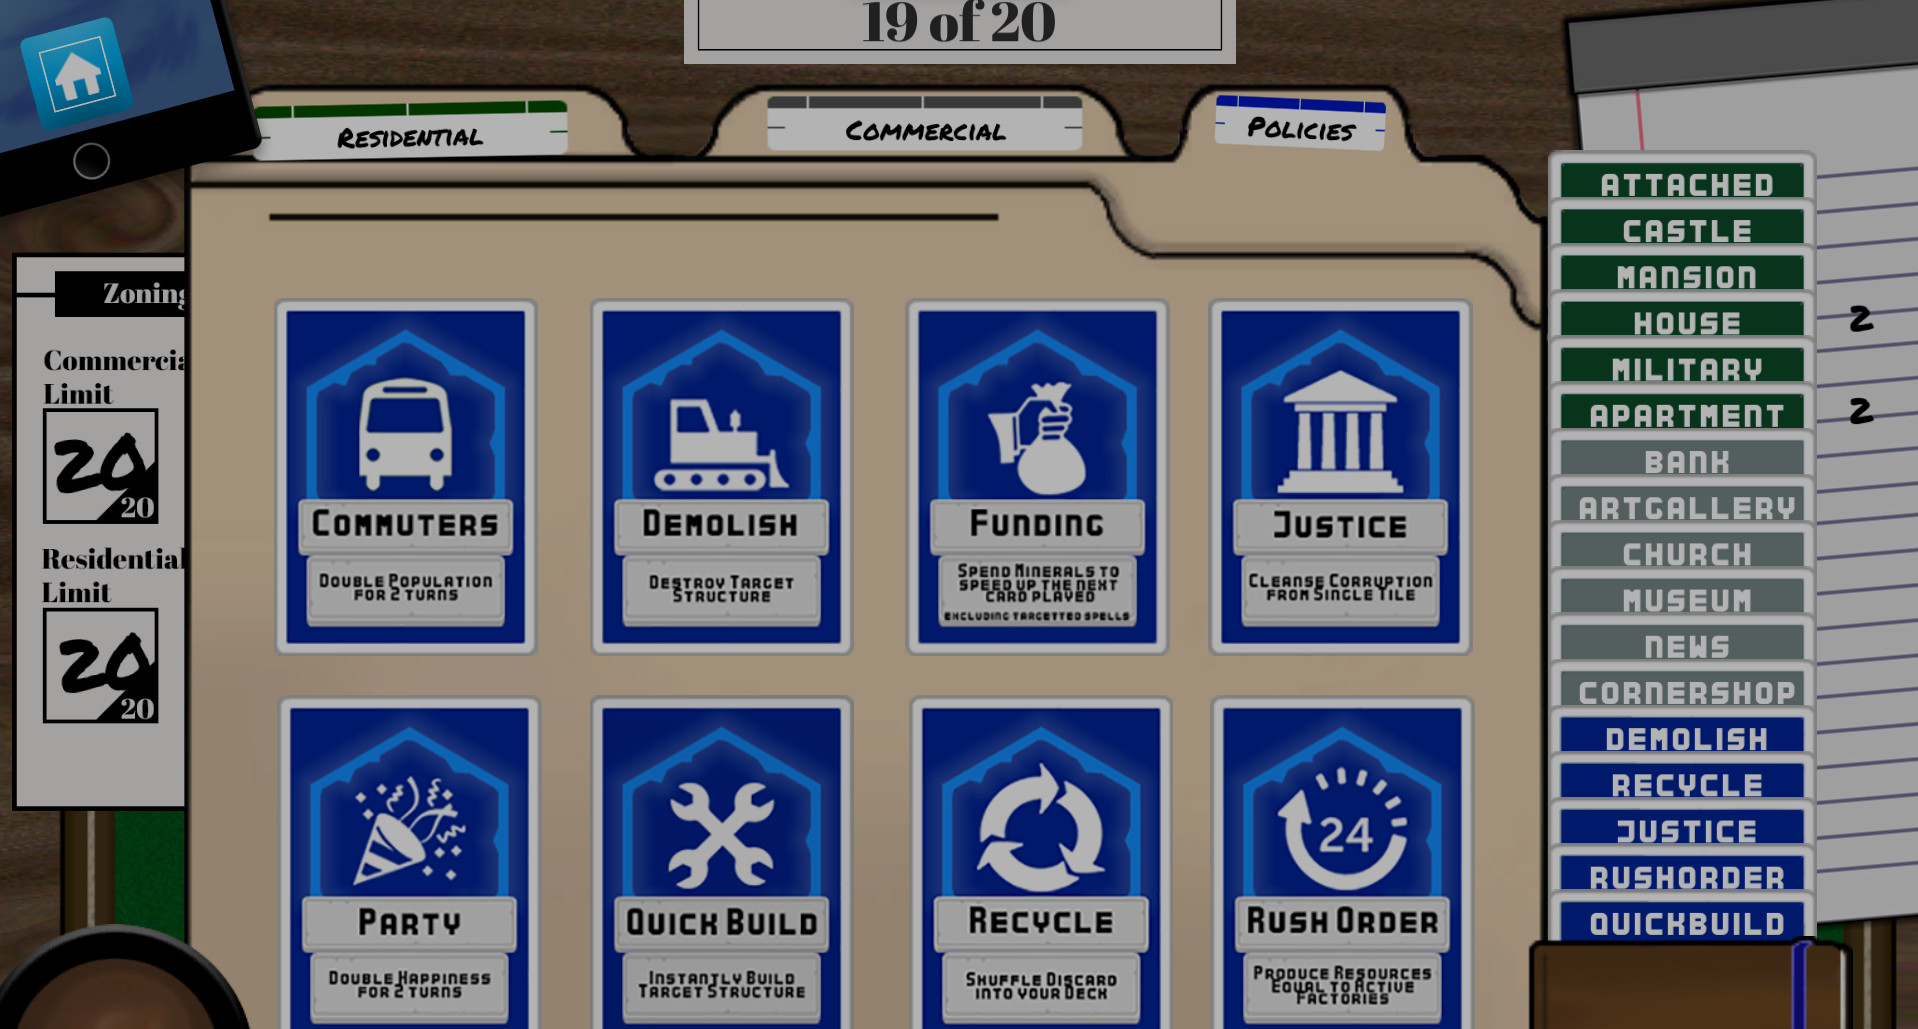 19 of 20
RESIDENTIAL
COMMERCIAL
POLICIES
Zoning
Commercia
Limit
20
20
Residential
Limit
20
20
COMMUTERS
DOUBLE POPULATION
FOR 2 TURNS
DEMOLISH
DESTROY TARGET
STRUCTURE
FUNDING
SPEND MINERALS TO
SPEED UP THE NEXT
CARD PLAYED
EXCLUDING TARGETTED SPELLS
JUSTICE
CLEANSE CORRUPTION
FROM SINGLE TILE
PARTY
DOUBLE HAPPINESS
FOR 2 TURNS
QUICK BUILD
INSTANTLY BUILD
TARGET STRUCTURE
RECYCLE
SHUFFLE DISCARD
INTO YOUR DECK
24
RUSH ORDER
PRODUCE RESOURCES
EQUAL TO ACTIVE
FACTORIES
ATTACHED
CASTLE
MANSION
HOUSE 2
MILITARY
APARTMENT 2
BANK
ARTGALLERY
CHURCH
MUSEUM
NEWS
CORNERSHOP
DEMOLISH
RECYCLE
JUSTICE
RUSHORDER
QUICKBUILD